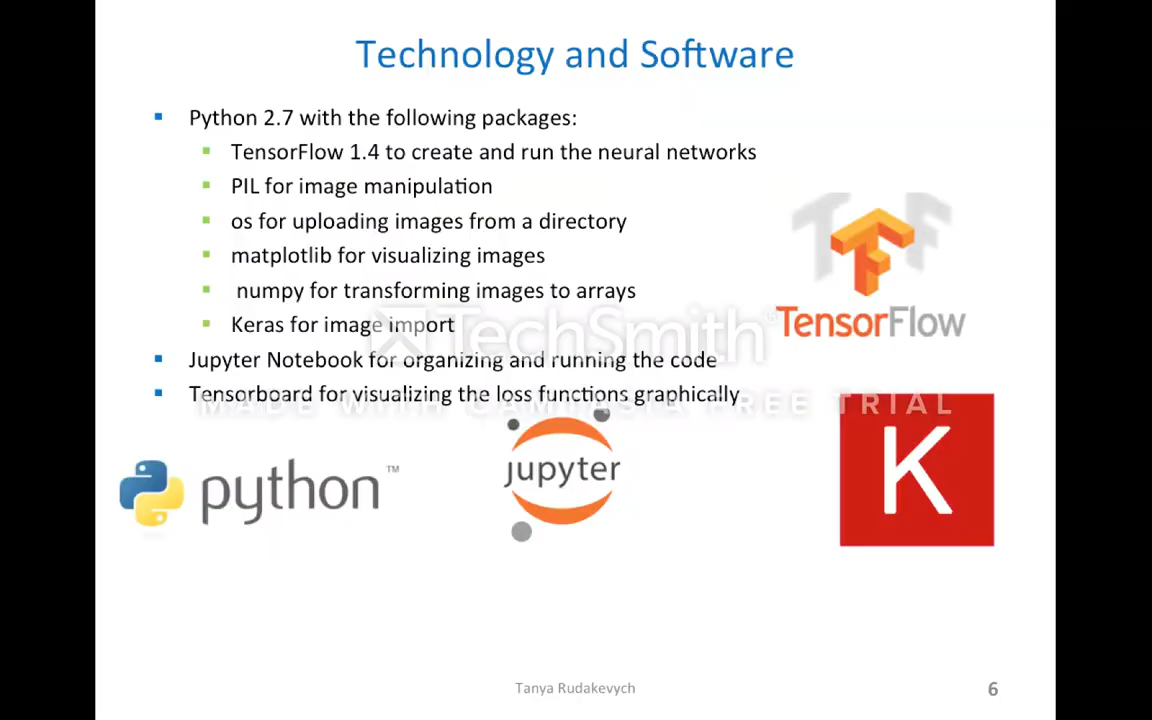 Technology and Software
Python 2.7 with the following packages:
TensorFlow 1.4 to create and run the neural networks
PIL for image manipulation
os for uploading images from a directory
matplotlib for visualizing images
numpy for transforming images to arrays
Keras for image import
Jupyter Notebook for organizing and running the code
Tensorboard for visualizing the loss functions graphically
TF
TensorFlow
TechSmith®
MADE WITH CAMTASIA FREE TRIAL
python™
jupyter
K
Tanya Rudakevych
6